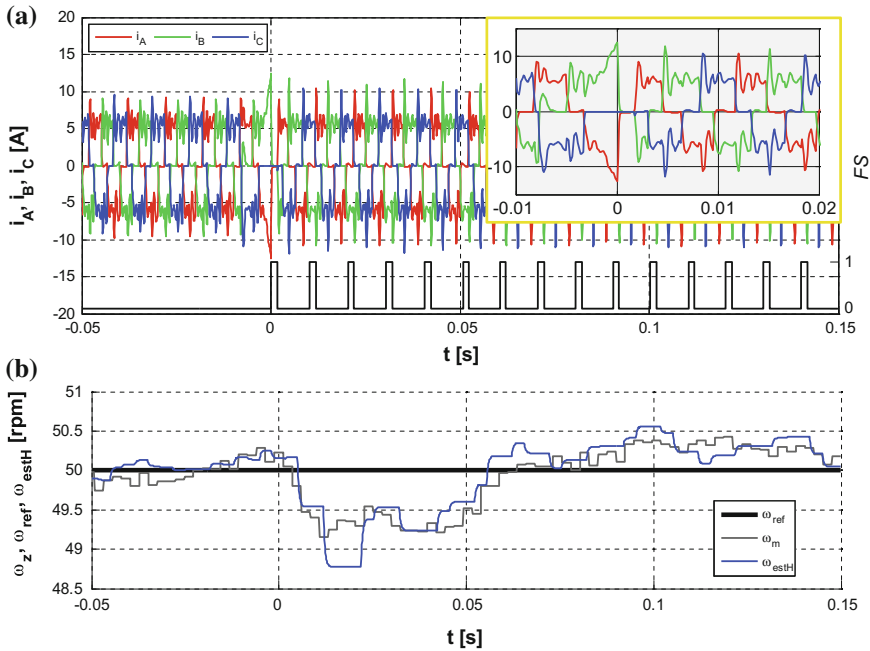 (a)
20
15
10
5
0
-5
-10
-15
-20
i_A, i_B, i_C [A]
i_A i_B i_C
10
0
-10
-0.01 0 0.01 0.02
FS
1
0
-0.05 0 0.05 0.1 0.15
t [s]
(b)
51
50.5
50
49.5
49
48.5
ω_z, ω_ref, ω_estH [rpm]
ω_ref
ω_m
ω_estH
-0.05 0 0.05 0.1 0.15
t [s]